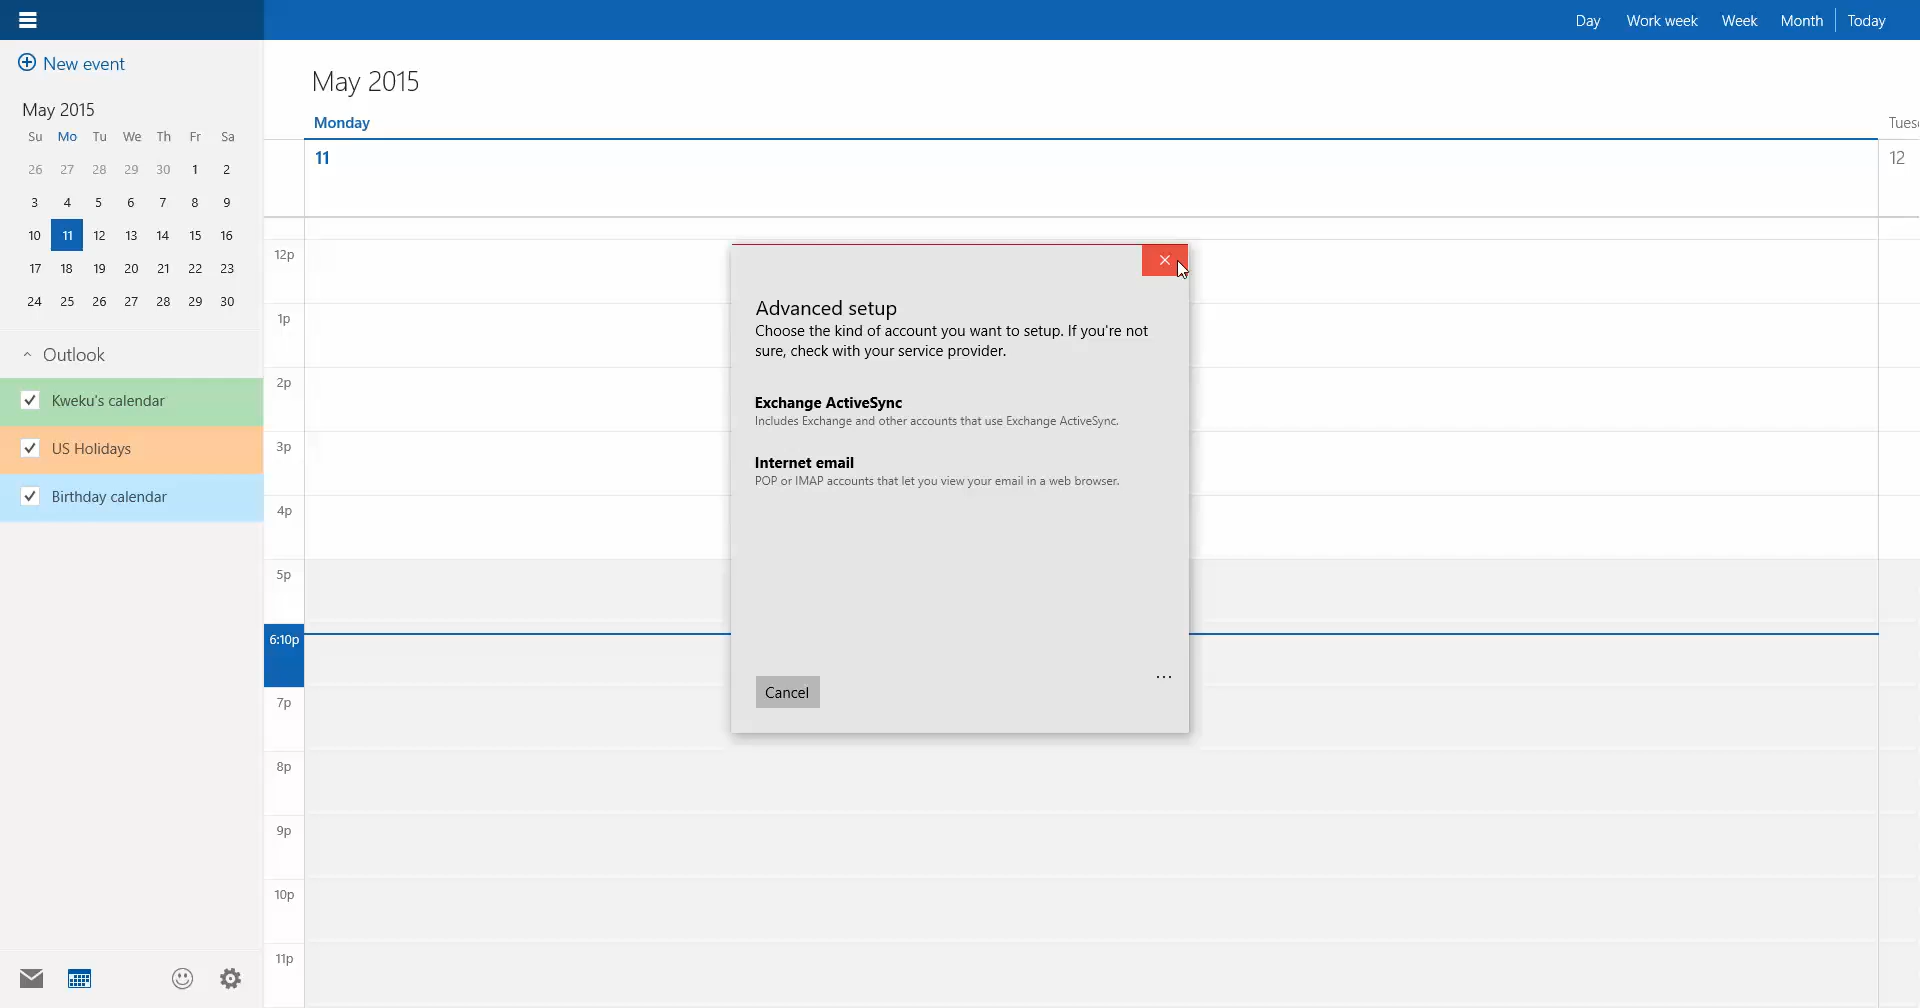 Day Work week Week Month Today
New event
May 2015
Su Mo Tu We Th Fr Sa
26 27 28 29 30 1 2
3 4 5 6 7 8 9
10 11 12 13 14 15 16
17 18 19 20 21 22 23
24 25 26 27 28 29 30
Outlook
Kweku's calendar
US Holidays
Birthday calendar
May 2015
Monday Tues
11 12
12p
1p
2p
3p
4p
5p
6:10p
7p
8p
9p
10p
11p
Advanced setup
Choose the kind of account you want to setup. If you're not
sure, check with your service provider.
Exchange ActiveSync
Includes Exchange and other accounts that use Exchange ActiveSync.
Internet email
POP or IMAP accounts that let you view your email in a web browser.
...
Cancel